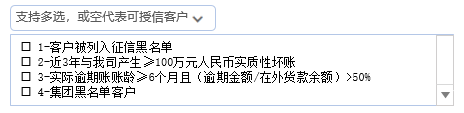 支持多选，或空代表可授信客户
1-客户被列入征信黑名单
2-近3年与我司产生≥100万元人民币实质性坏账
3-实际逾期账账龄≥6个月且（逾期金额/在外货款余额）>50%
4-集团黑名单客户